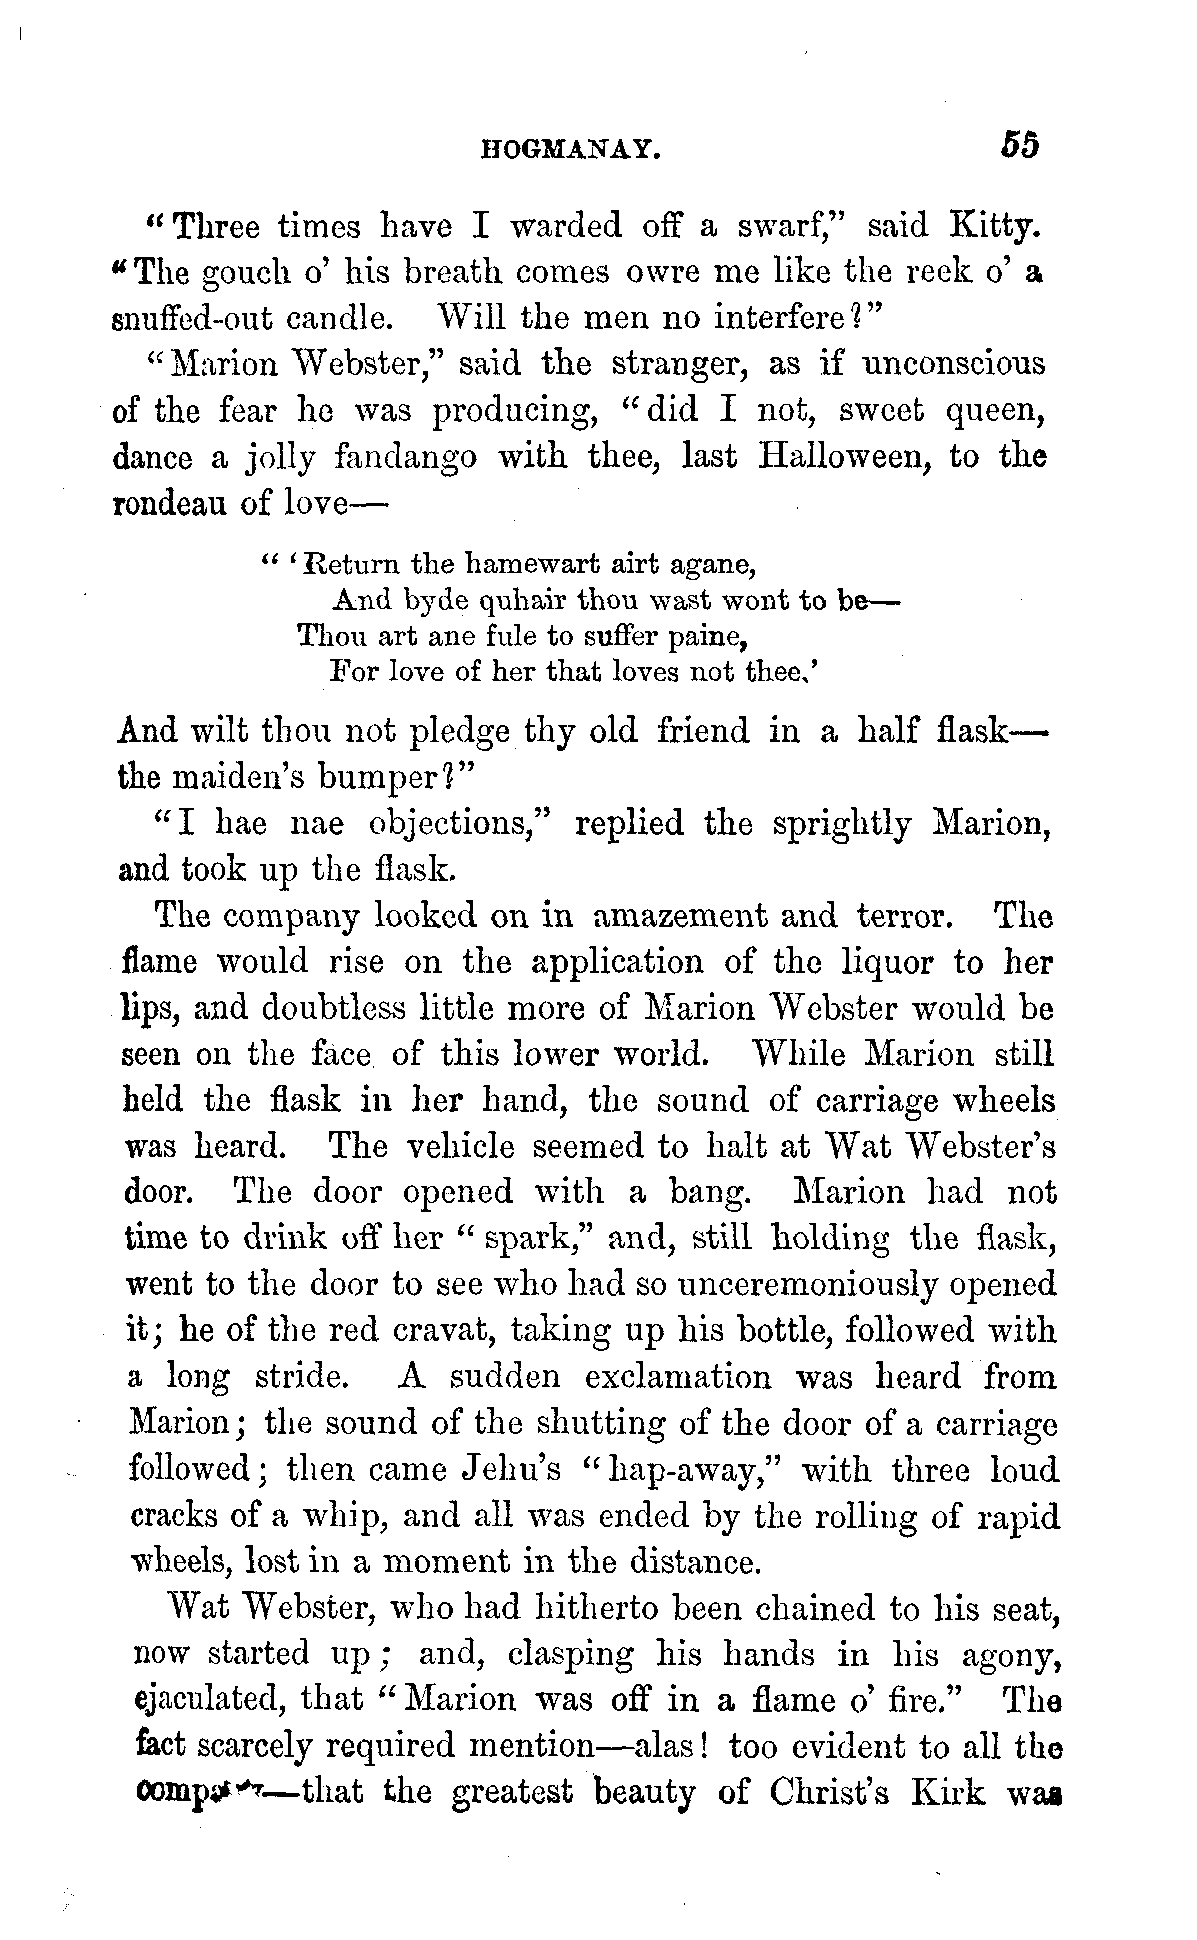 HOGMANAY. 55
“Three times have I warded off a swarf,” said Kitty.
“The gouch o’ his breath comes owre me like the reek o’ a
snuffed-out candle. Will the men no interfere?”
“Marion Webster,” said the stranger, as if unconscious
of the fear he was producing, “did I not, sweet queen,
dance a jolly fandango with thee, last Halloween, to the
rondeau of love—
“ ‘Return the hamewart airt agane,
And byde quhair thou wast wont to be—
Thou art ane fule to suffer paine,
For love of her that loves not thee.’
And wilt thou not pledge thy old friend in a half flask—
the maiden’s bumper?”
“I hae nae objections,” replied the sprightly Marion,
and took up the flask.
The company looked on in amazement and terror. The
flame would rise on the application of the liquor to her
lips, and doubtless little more of Marion Webster would be
seen on the face of this lower world. While Marion still
held the flask in her hand, the sound of carriage wheels
was heard. The vehicle seemed to halt at Wat Webster’s
door. The door opened with a bang. Marion had not
time to drink off her “spark,” and, still holding the flask,
went to the door to see who had so unceremoniously opened
it; he of the red cravat, taking up his bottle, followed with
a long stride. A sudden exclamation was heard from
Marion; the sound of the shutting of the door of a carriage
followed; then came Jehu’s “hap-away,” with three loud
cracks of a whip, and all was ended by the rolling of rapid
wheels, lost in a moment in the distance.
Wat Webster, who had hitherto been chained to his seat,
now started up; and, clasping his hands in his agony,
ejaculated, that “Marion was off in a flame o’ fire.” The
fact scarcely required mention—alas! too evident to all the
—that the greatest beauty of Christ’s Kirk was